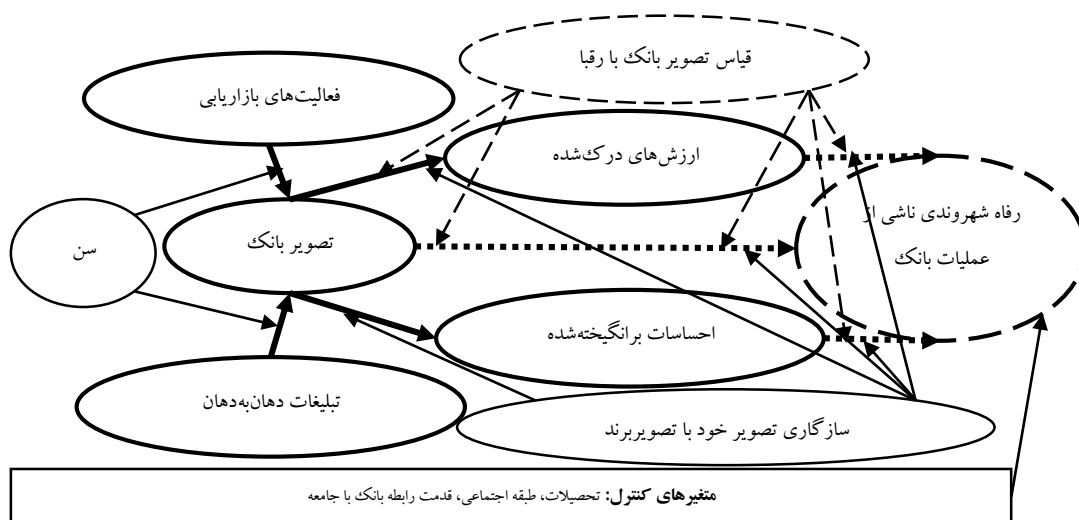 قیاس تصویر بانک با رقبا
فعالیت‌های بازاریابی
ارزش‌های درک‌شده
رفاه شهروندی ناشی از
عملیات بانک
تصویر بانک
سن
احساسات برانگیخته‌شده
تبلیغات دهان‌به‌دهان
سازگاری تصویر خود با تصویربرند
متغیرهای کنترل: تحصیلات، طبقه اجتماعی، قدمت رابطه بانک با جامعه